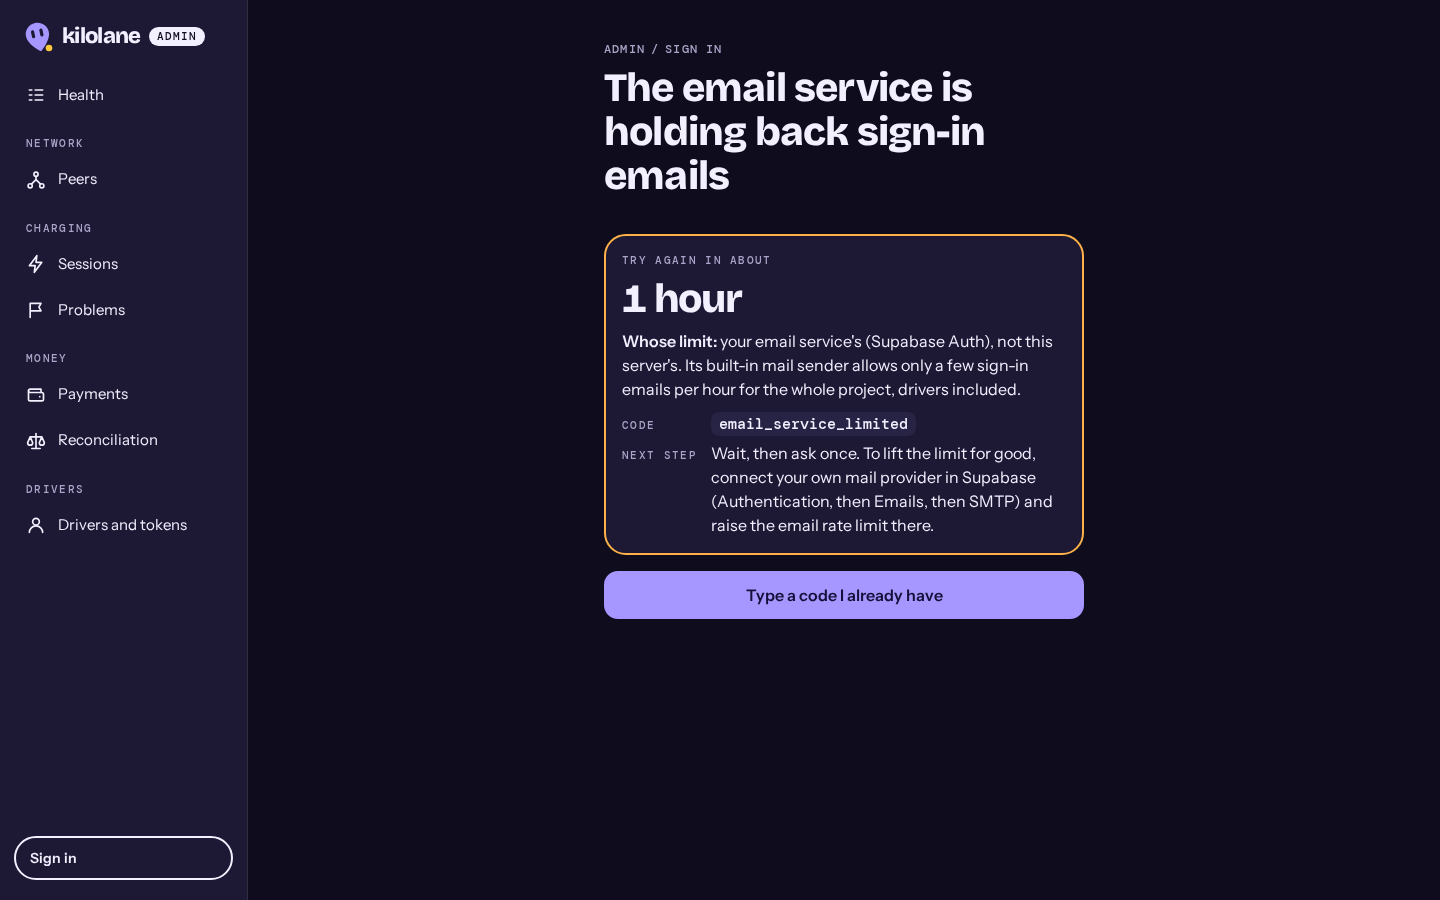 kilolane ADMIN
Health
NETWORK
Peers
CHARGING
Sessions
Problems
MONEY
Payments
Reconciliation
DRIVERS
Drivers and tokens
Sign in
ADMIN / SIGN IN
The email service is
holding back sign-in
emails
TRY AGAIN IN ABOUT
1 hour
Whose limit: your email service's (Supabase Auth), not this
server's. Its built-in mail sender allows only a few sign-in
emails per hour for the whole project, drivers included.
CODE email_service_limited
NEXT STEP Wait, then ask once. To lift the limit for good,
connect your own mail provider in Supabase
(Authentication, then Emails, then SMTP) and
raise the email rate limit there.
Type a code I already have